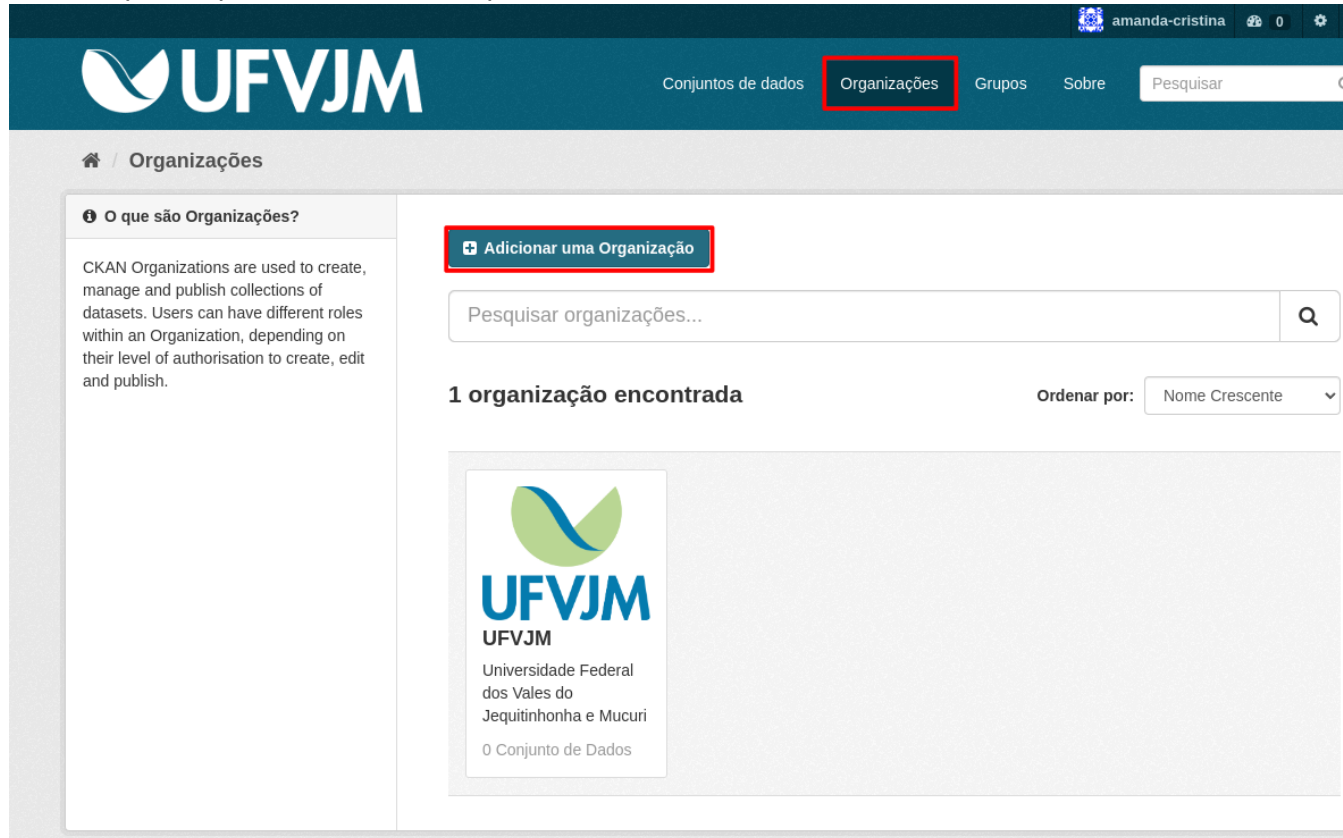 amanda-cristina 0
UFVJM
Conjuntos de dados Organizações Grupos Sobre Pesquisar
/ Organizações
O que são Organizações?
CKAN Organizations are used to create,
manage and publish collections of
datasets. Users can have different roles
within an Organization, depending on
their level of authorisation to create, edit
and publish.
Adicionar uma Organização
Pesquisar organizações...
1 organização encontrada
Ordenar por: Nome Crescente
UFVJM
UFVJM
Universidade Federal
dos Vales do
Jequitinhonha e Mucuri
0 Conjunto de Dados